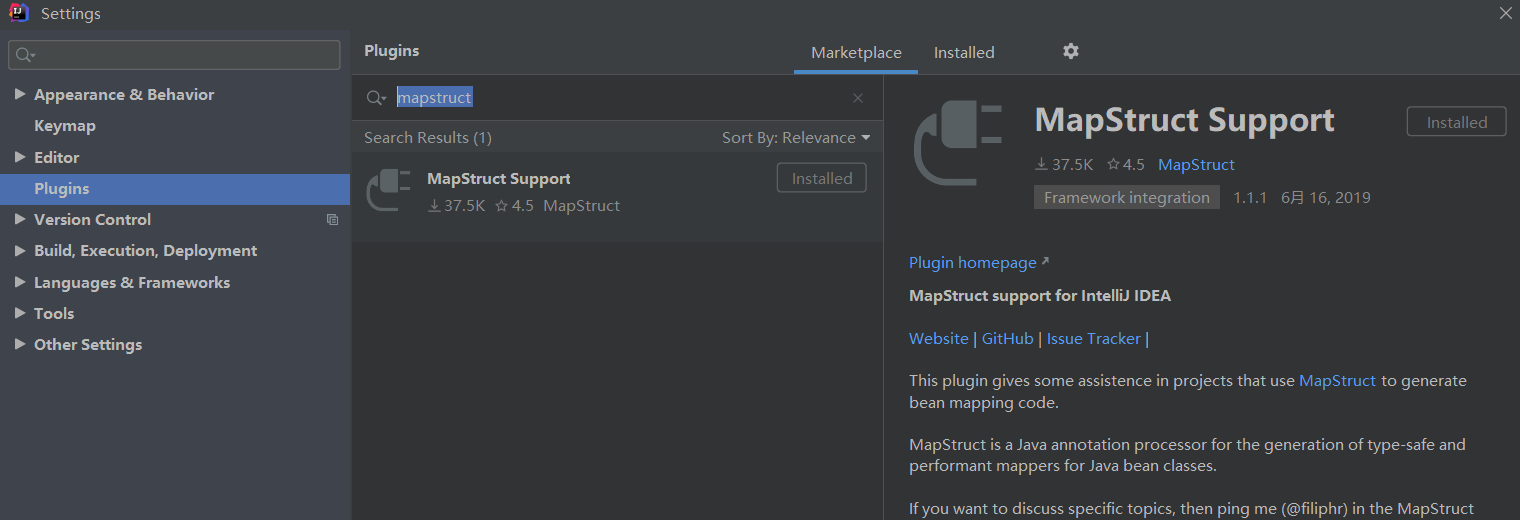 Settings
Appearance & Behavior
Keymap
Editor
Plugins
Version Control
Build, Execution, Deployment
Languages & Frameworks
Tools
Other Settings
Plugins
Marketplace
Installed
mapstruct
Search Results (1)
Sort By: Relevance
MapStruct Support
Installed
37.5K
4.5
MapStruct
MapStruct Support
Installed
37.5K
4.5
MapStruct
Framework integration
1.1.1
6月 16, 2019
Plugin homepage
MapStruct support for IntelliJ IDEA
Website | GitHub | Issue Tracker |
This plugin gives some assistence in projects that use MapStruct to generate
bean mapping code.
MapStruct is a Java annotation processor for the generation of type-safe and
performant mappers for Java bean classes.
If you want to discuss specific topics, then ping me (@filiphr) in the MapStruct